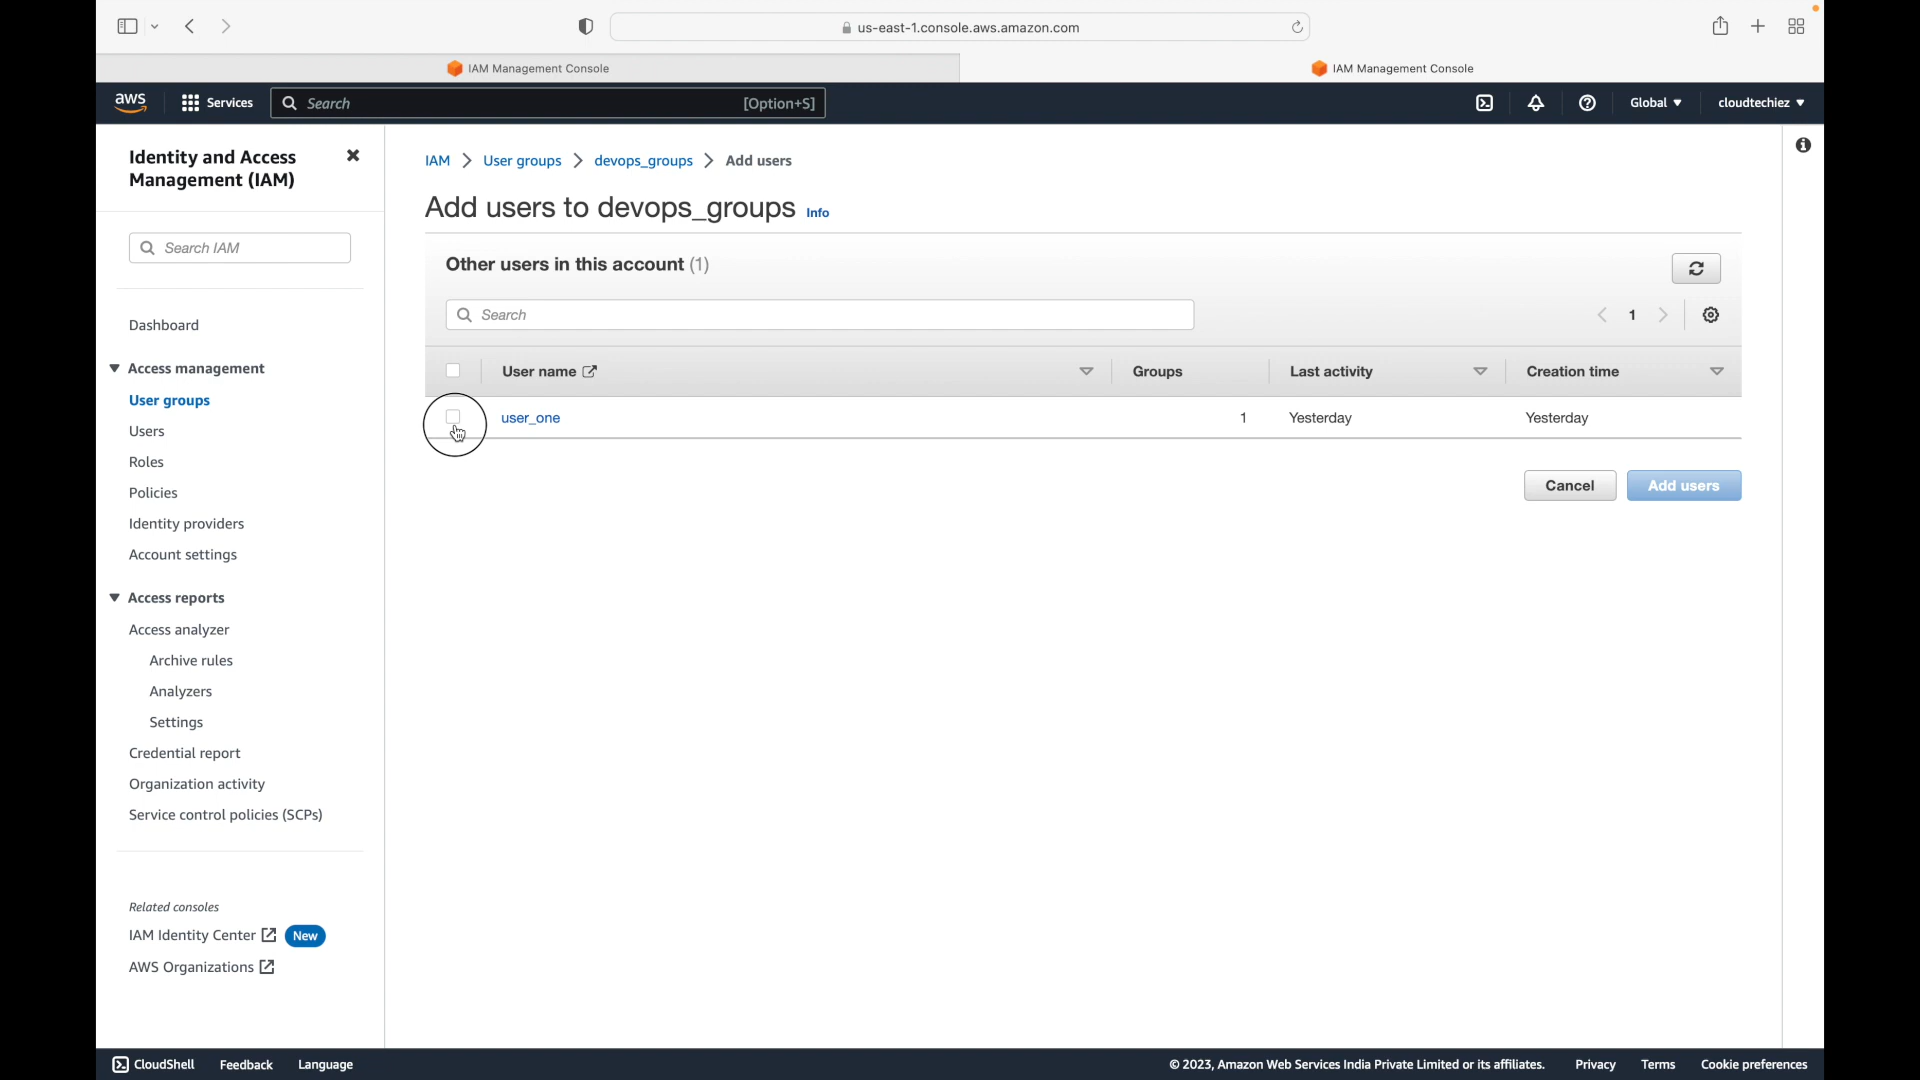 us-east-1.console.aws.amazon.com
IAM Management Console
IAM Management Console
aws
Services
Search
[Option+S]
Global
cloudtechiez
Identity and Access
Management (IAM)
Search IAM
Dashboard
Access management
User groups
Users
Roles
Policies
Identity providers
Account settings
Access reports
Access analyzer
Archive rules
Analyzers
Settings
Credential report
Organization activity
Service control policies (SCPs)
Related consoles
IAM Identity Center New
AWS Organizations
IAM > User groups > devops_groups > Add users
Add users to devops_groups Info
Other users in this account (1)
Search
1
User name Groups Last activity Creation time
user_one 1 Yesterday Yesterday
Cancel Add users
CloudShell Feedback Language
© 2023, Amazon Web Services India Private Limited or its affiliates. Privacy Terms Cookie preferences